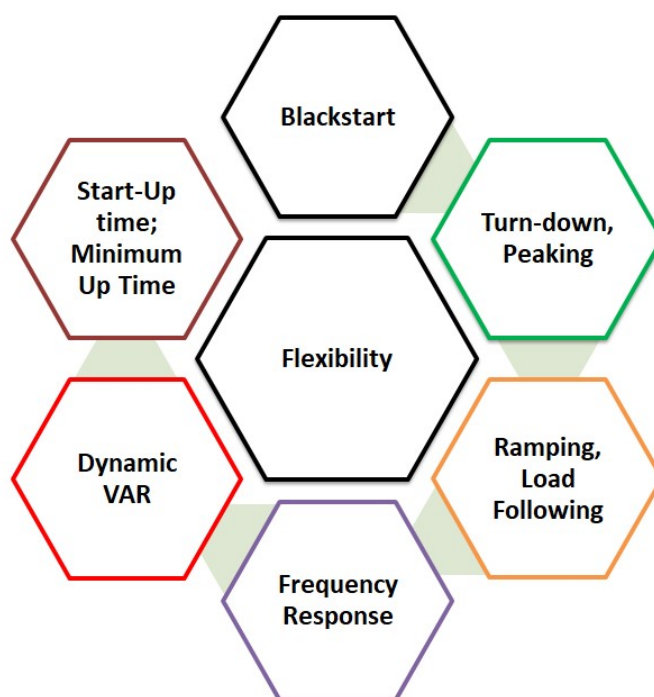 Blackstart
Turn-down,
Peaking
Ramping,
Load
Following
Frequency
Response
Dynamic
VAR
Start-Up
time;
Minimum
Up Time
Flexibility